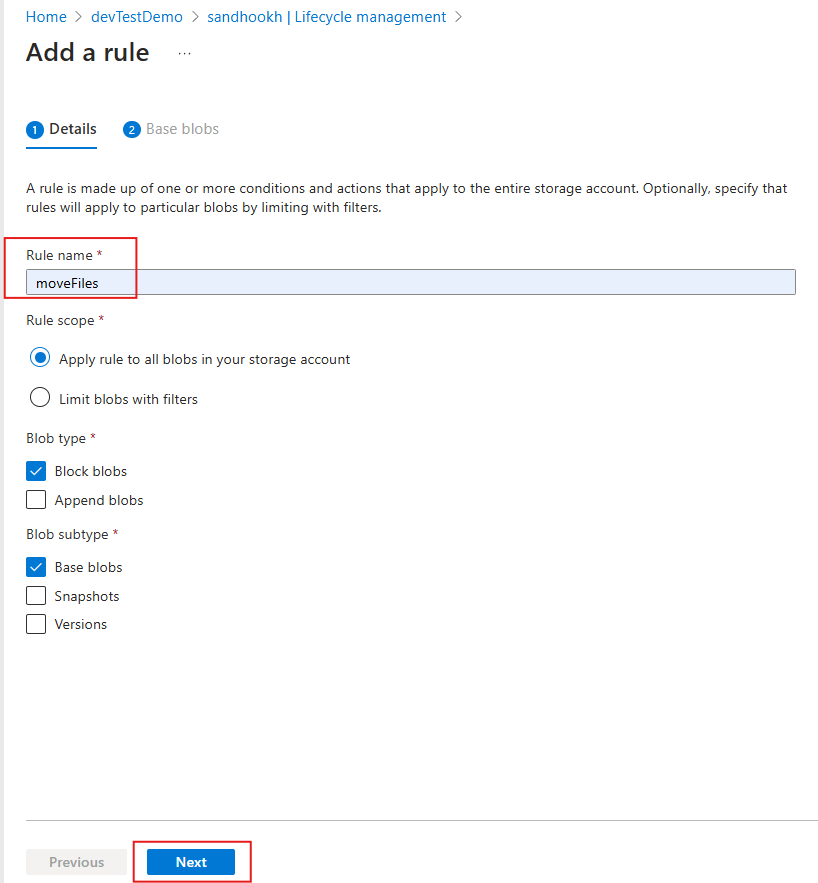 Home > devTestDemo > sandhookh | Lifecycle management >
Add a rule ...
1 Details 2 Base blobs
A rule is made up of one or more conditions and actions that apply to the entire storage account. Optionally, specify that
rules will apply to particular blobs by limiting with filters.
Rule name *
moveFiles
Rule scope *
Apply rule to all blobs in your storage account
Limit blobs with filters
Blob type *
Block blobs
Append blobs
Blob subtype *
Base blobs
Snapshots
Versions
Previous Next